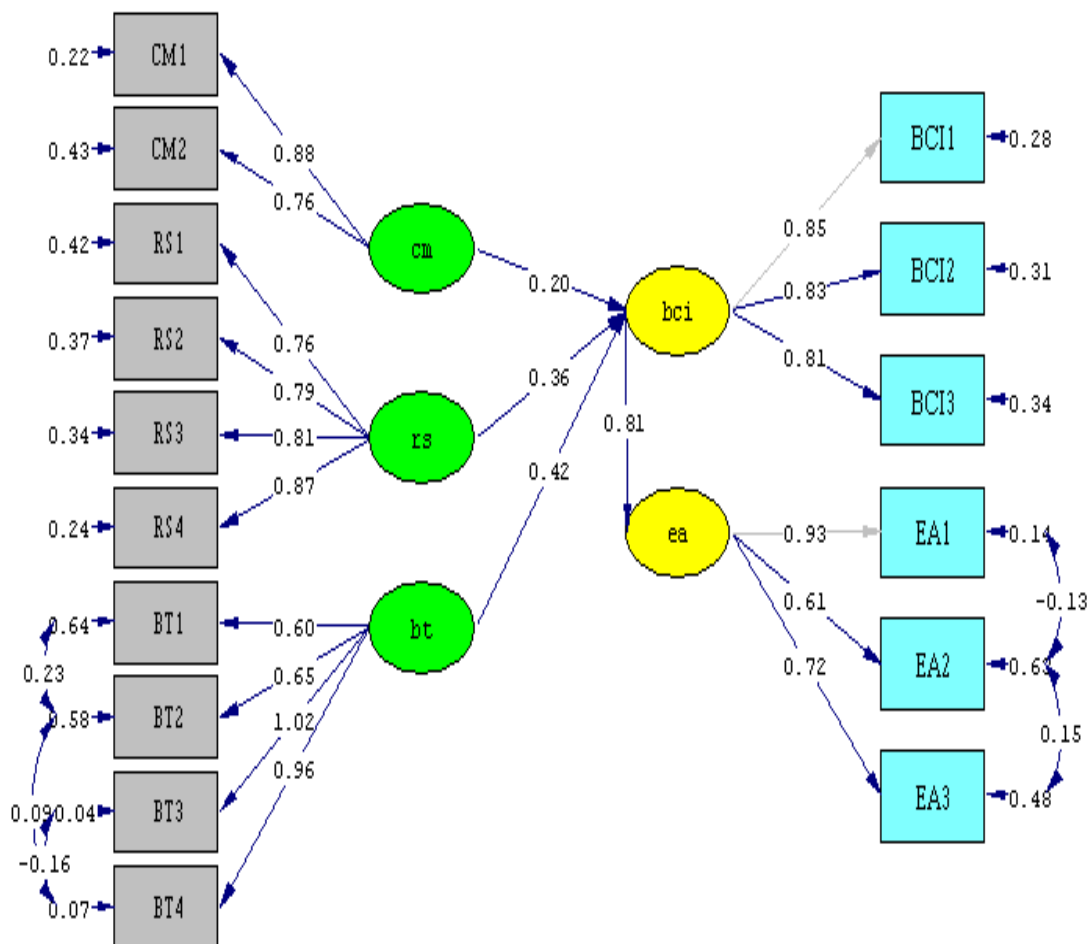 0.22 CM1
0.43 CM2
0.42 RS1
0.37 RS2
0.34 RS3
0.24 RS4
0.64 BT1
0.23
0.58 BT2
0.09 0.04 BT3
-0.16
0.07 BT4
0.88
0.76
cm
0.76
0.79
0.81
0.87
rs
0.60
0.65
1.02
0.96
bt
0.20
0.36
0.42
bci
0.81
ea
0.85
0.83
0.81
0.93
0.61
0.72
BCI1 0.28
BCI2 0.31
BCI3 0.34
EA1 0.14
-0.13
EA2 0.63
0.15
EA3 0.48